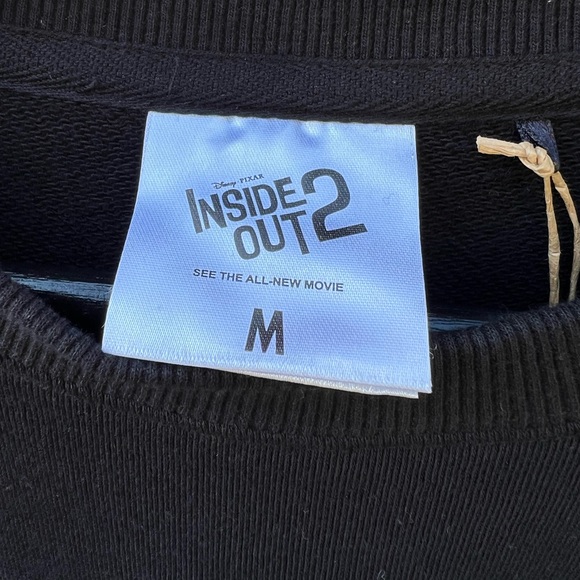 Disney PIXAR
INSIDE
OUT 2
SEE THE ALL-NEW MOVIE
M